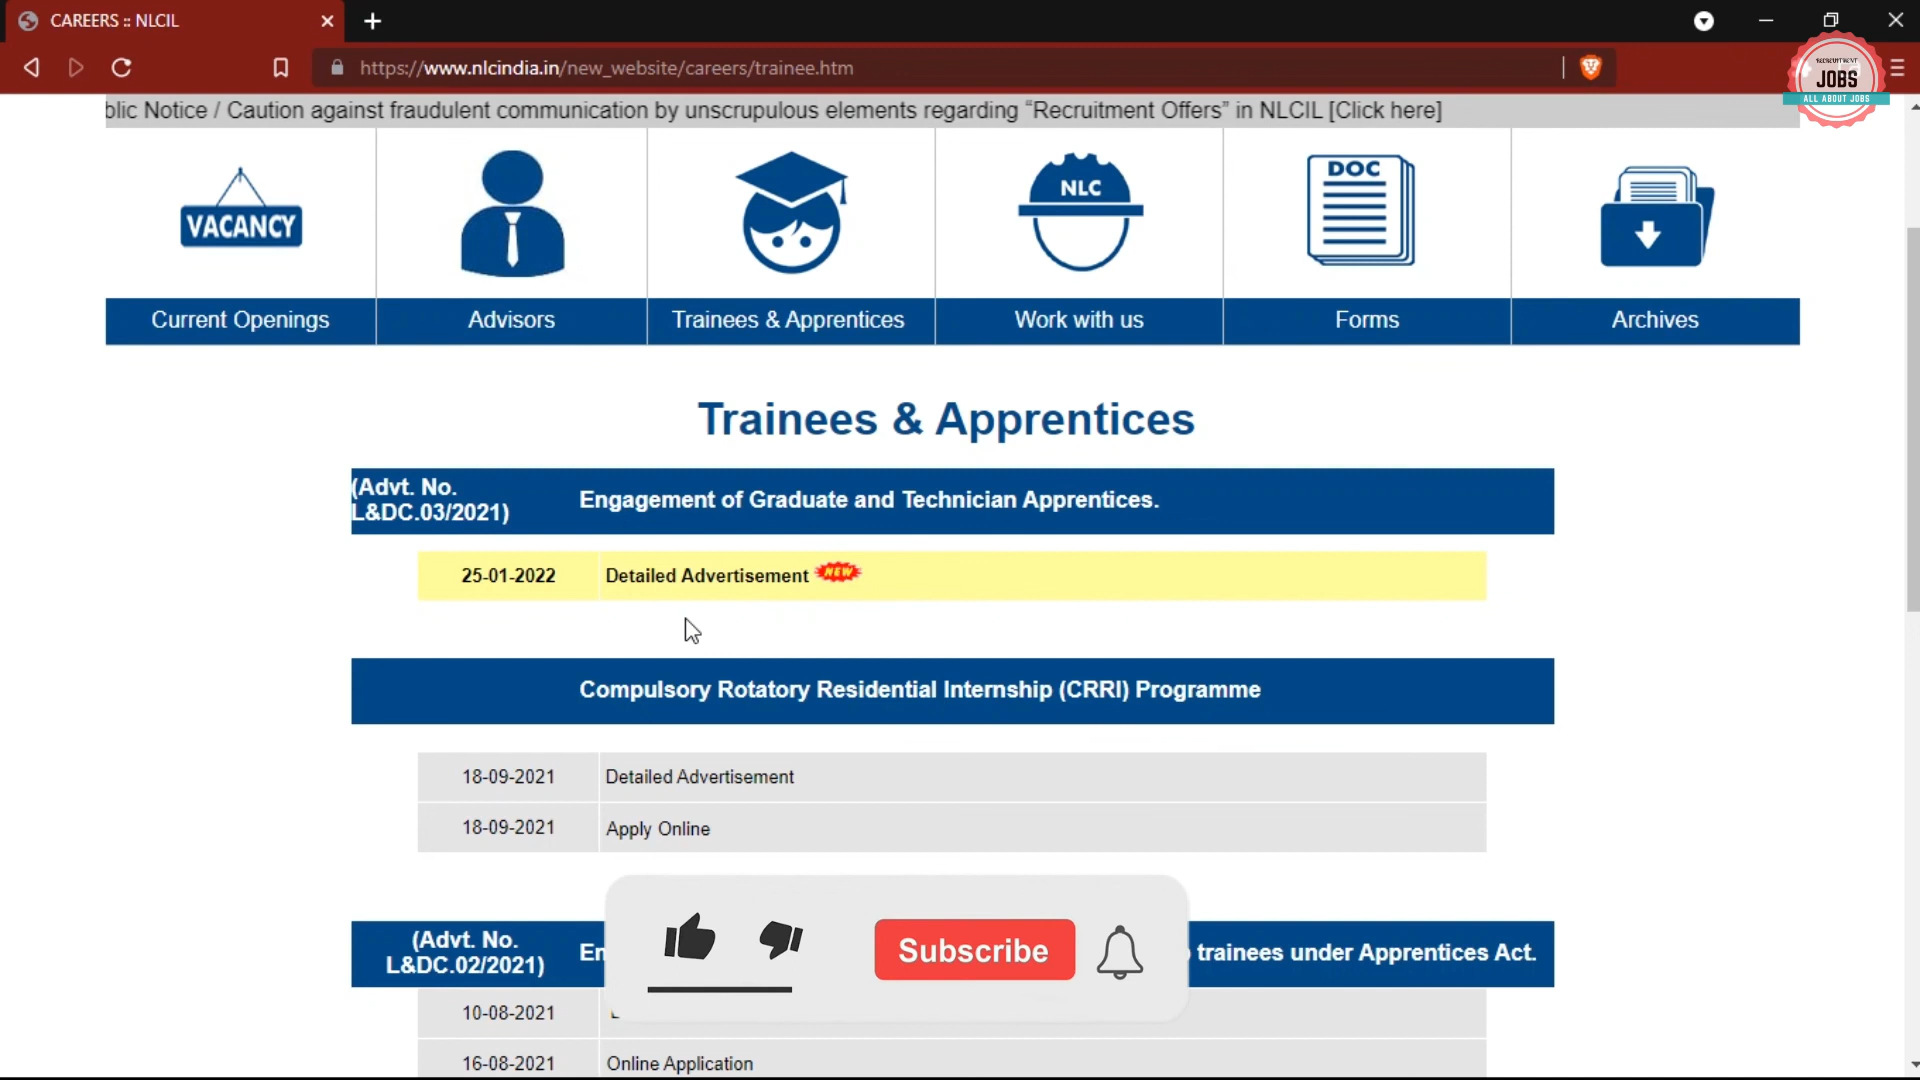 CAREERS :: NLCIL
https://www.nlcindia.in/new_website/careers/trainee.htm
RECRUITMENT
JOBS
ALL ABOUT JOBS
blic Notice / Caution against fraudulent communication by unscrupulous elements regarding “Recruitment Offers” in NLCIL [Click here]
VACANCY
NLC
DOC
Current Openings
Advisors
Trainees & Apprentices
Work with us
Forms
Archives
Trainees & Apprentices
(Advt. No.
L&DC.03/2021)
Engagement of Graduate and Technician Apprentices.
25-01-2022 Detailed Advertisement NEW
Compulsory Rotatory Residential Internship (CRRI) Programme
18-09-2021 Detailed Advertisement
18-09-2021 Apply Online
(Advt. No.
L&DC.02/2021)
En
trainees under Apprentices Act.
Subscribe
10-08-2021
16-08-2021 Online Application